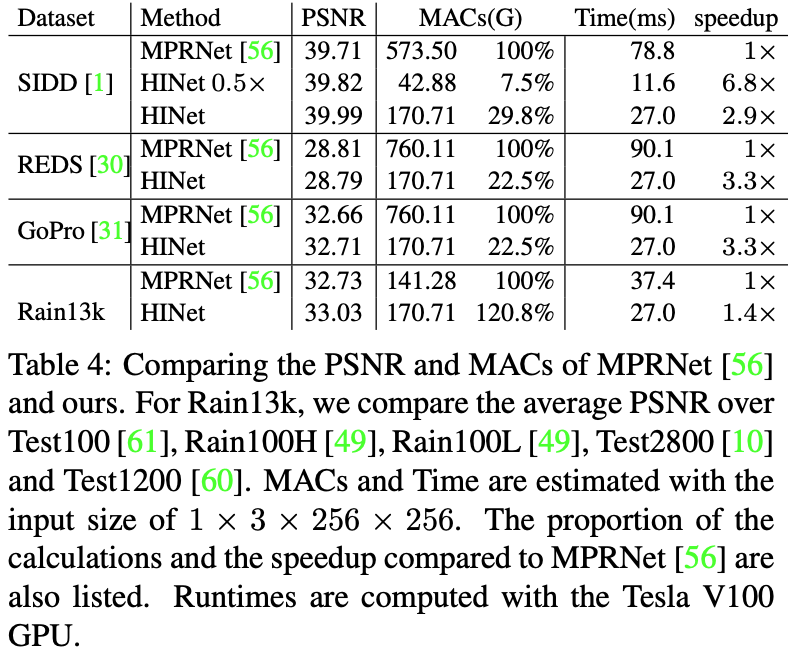 Dataset Method PSNR MACs(G) Time(ms) speedup
MPRNet [56] 39.71 573.50 100% 78.8 1×
SIDD [1] HINet 0.5× 39.82 42.88 7.5% 11.6 6.8×
HINet 39.99 170.71 29.8% 27.0 2.9×
REDS [30] MPRNet [56] 28.81 760.11 100% 90.1 1×
HINet 28.79 170.71 22.5% 27.0 3.3×
GoPro [31] MPRNet [56] 32.66 760.11 100% 90.1 1×
HINet 32.71 170.71 22.5% 27.0 3.3×
MPRNet [56] 32.73 141.28 100% 37.4 1×
Rain13k HINet 33.03 170.71 120.8% 27.0 1.4×
Table 4: Comparing the PSNR and MACs of MPRNet [56]
and ours. For Rain13k, we compare the average PSNR over
Test100 [61], Rain100H [49], Rain100L [49], Test2800 [10]
and Test1200 [60]. MACs and Time are estimated with the
input size of 1 × 3 × 256 × 256. The proportion of the
calculations and the speedup compared to MPRNet [56] are
also listed. Runtimes are computed with the Tesla V100
GPU.